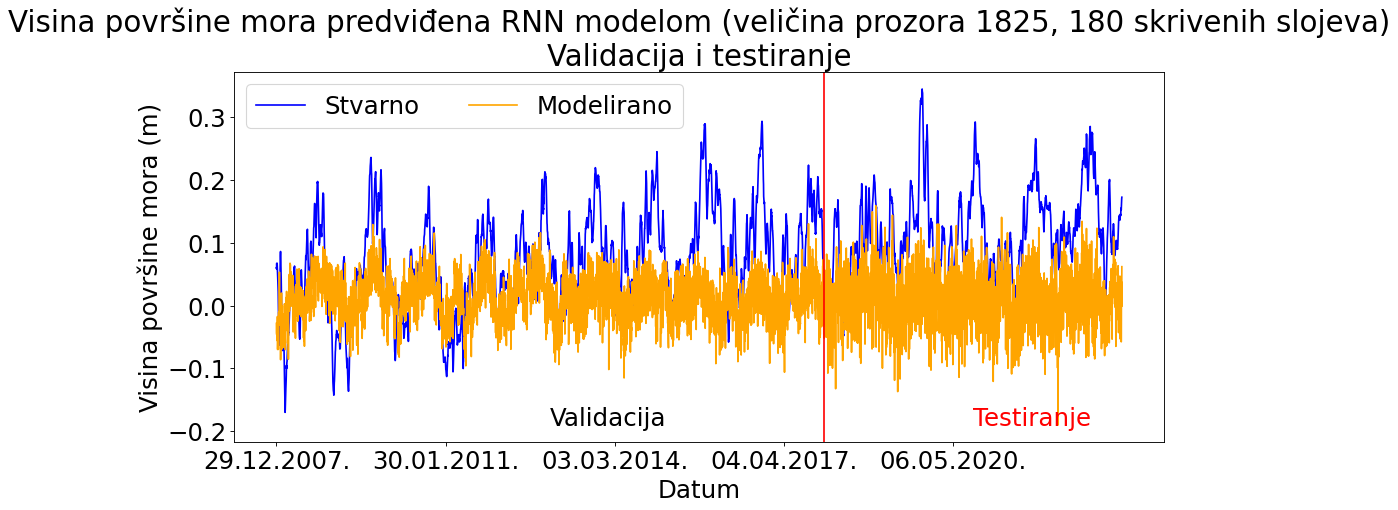 Visina površine mora predviđena RNN modelom (veličina prozora 1825, 180 skrivenih slojeva)
Validacija i testiranje
Stvarno
Modelirano
Visina površine mora (m)
0.3
0.2
0.1
0.0
−0.1
−0.2
Validacija
Testiranje
29.12.2007.
30.01.2011.
03.03.2014.
04.04.2017.
06.05.2020.
Datum